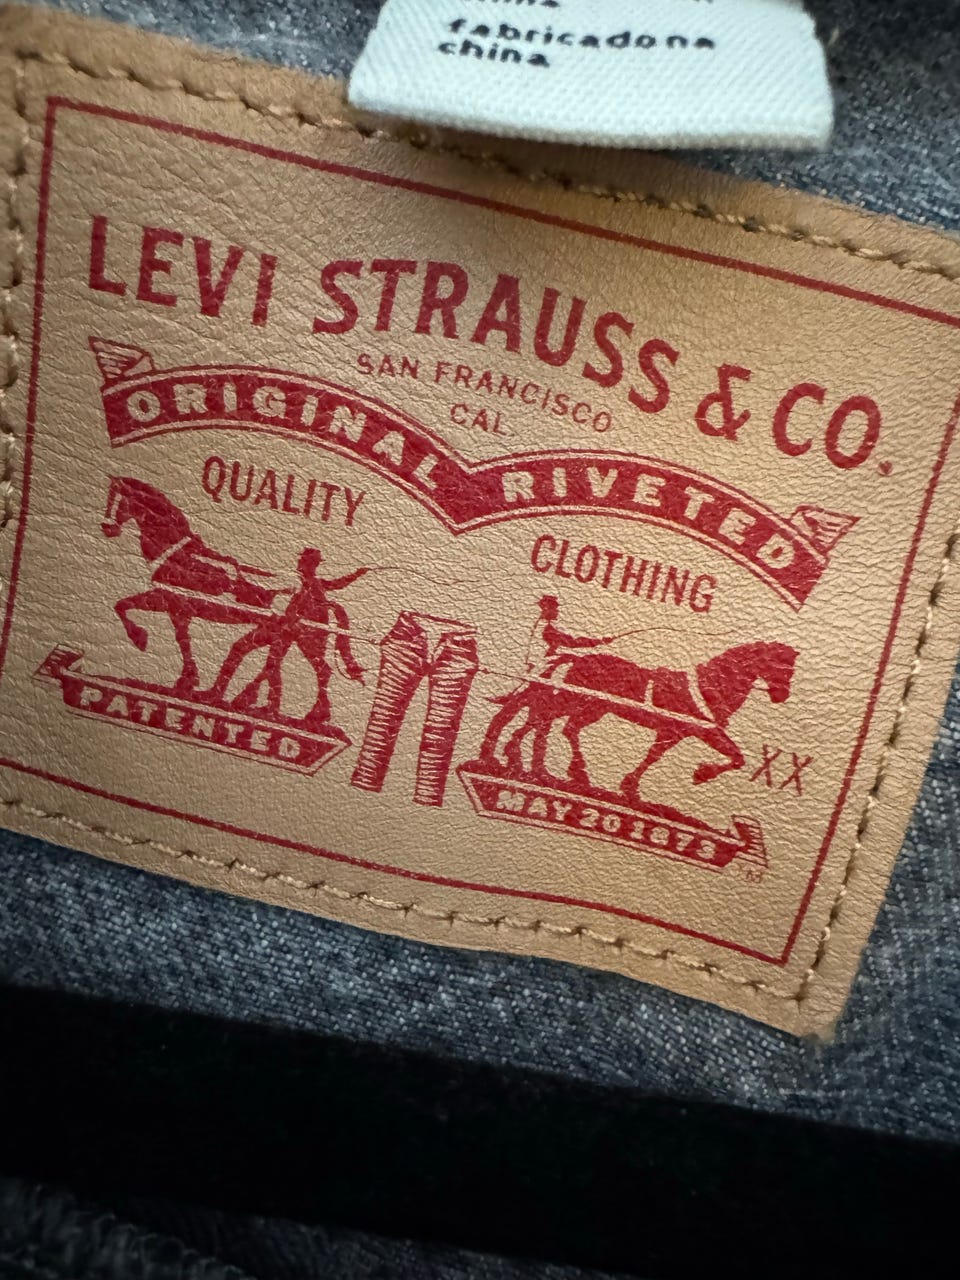 fabricado na
china
LEVI STRAUSS & CO.
SAN FRANCISCO
CAL.
ORIGINAL RIVETED
QUALITY CLOTHING
XX
PATENTED
MAY 20 1873